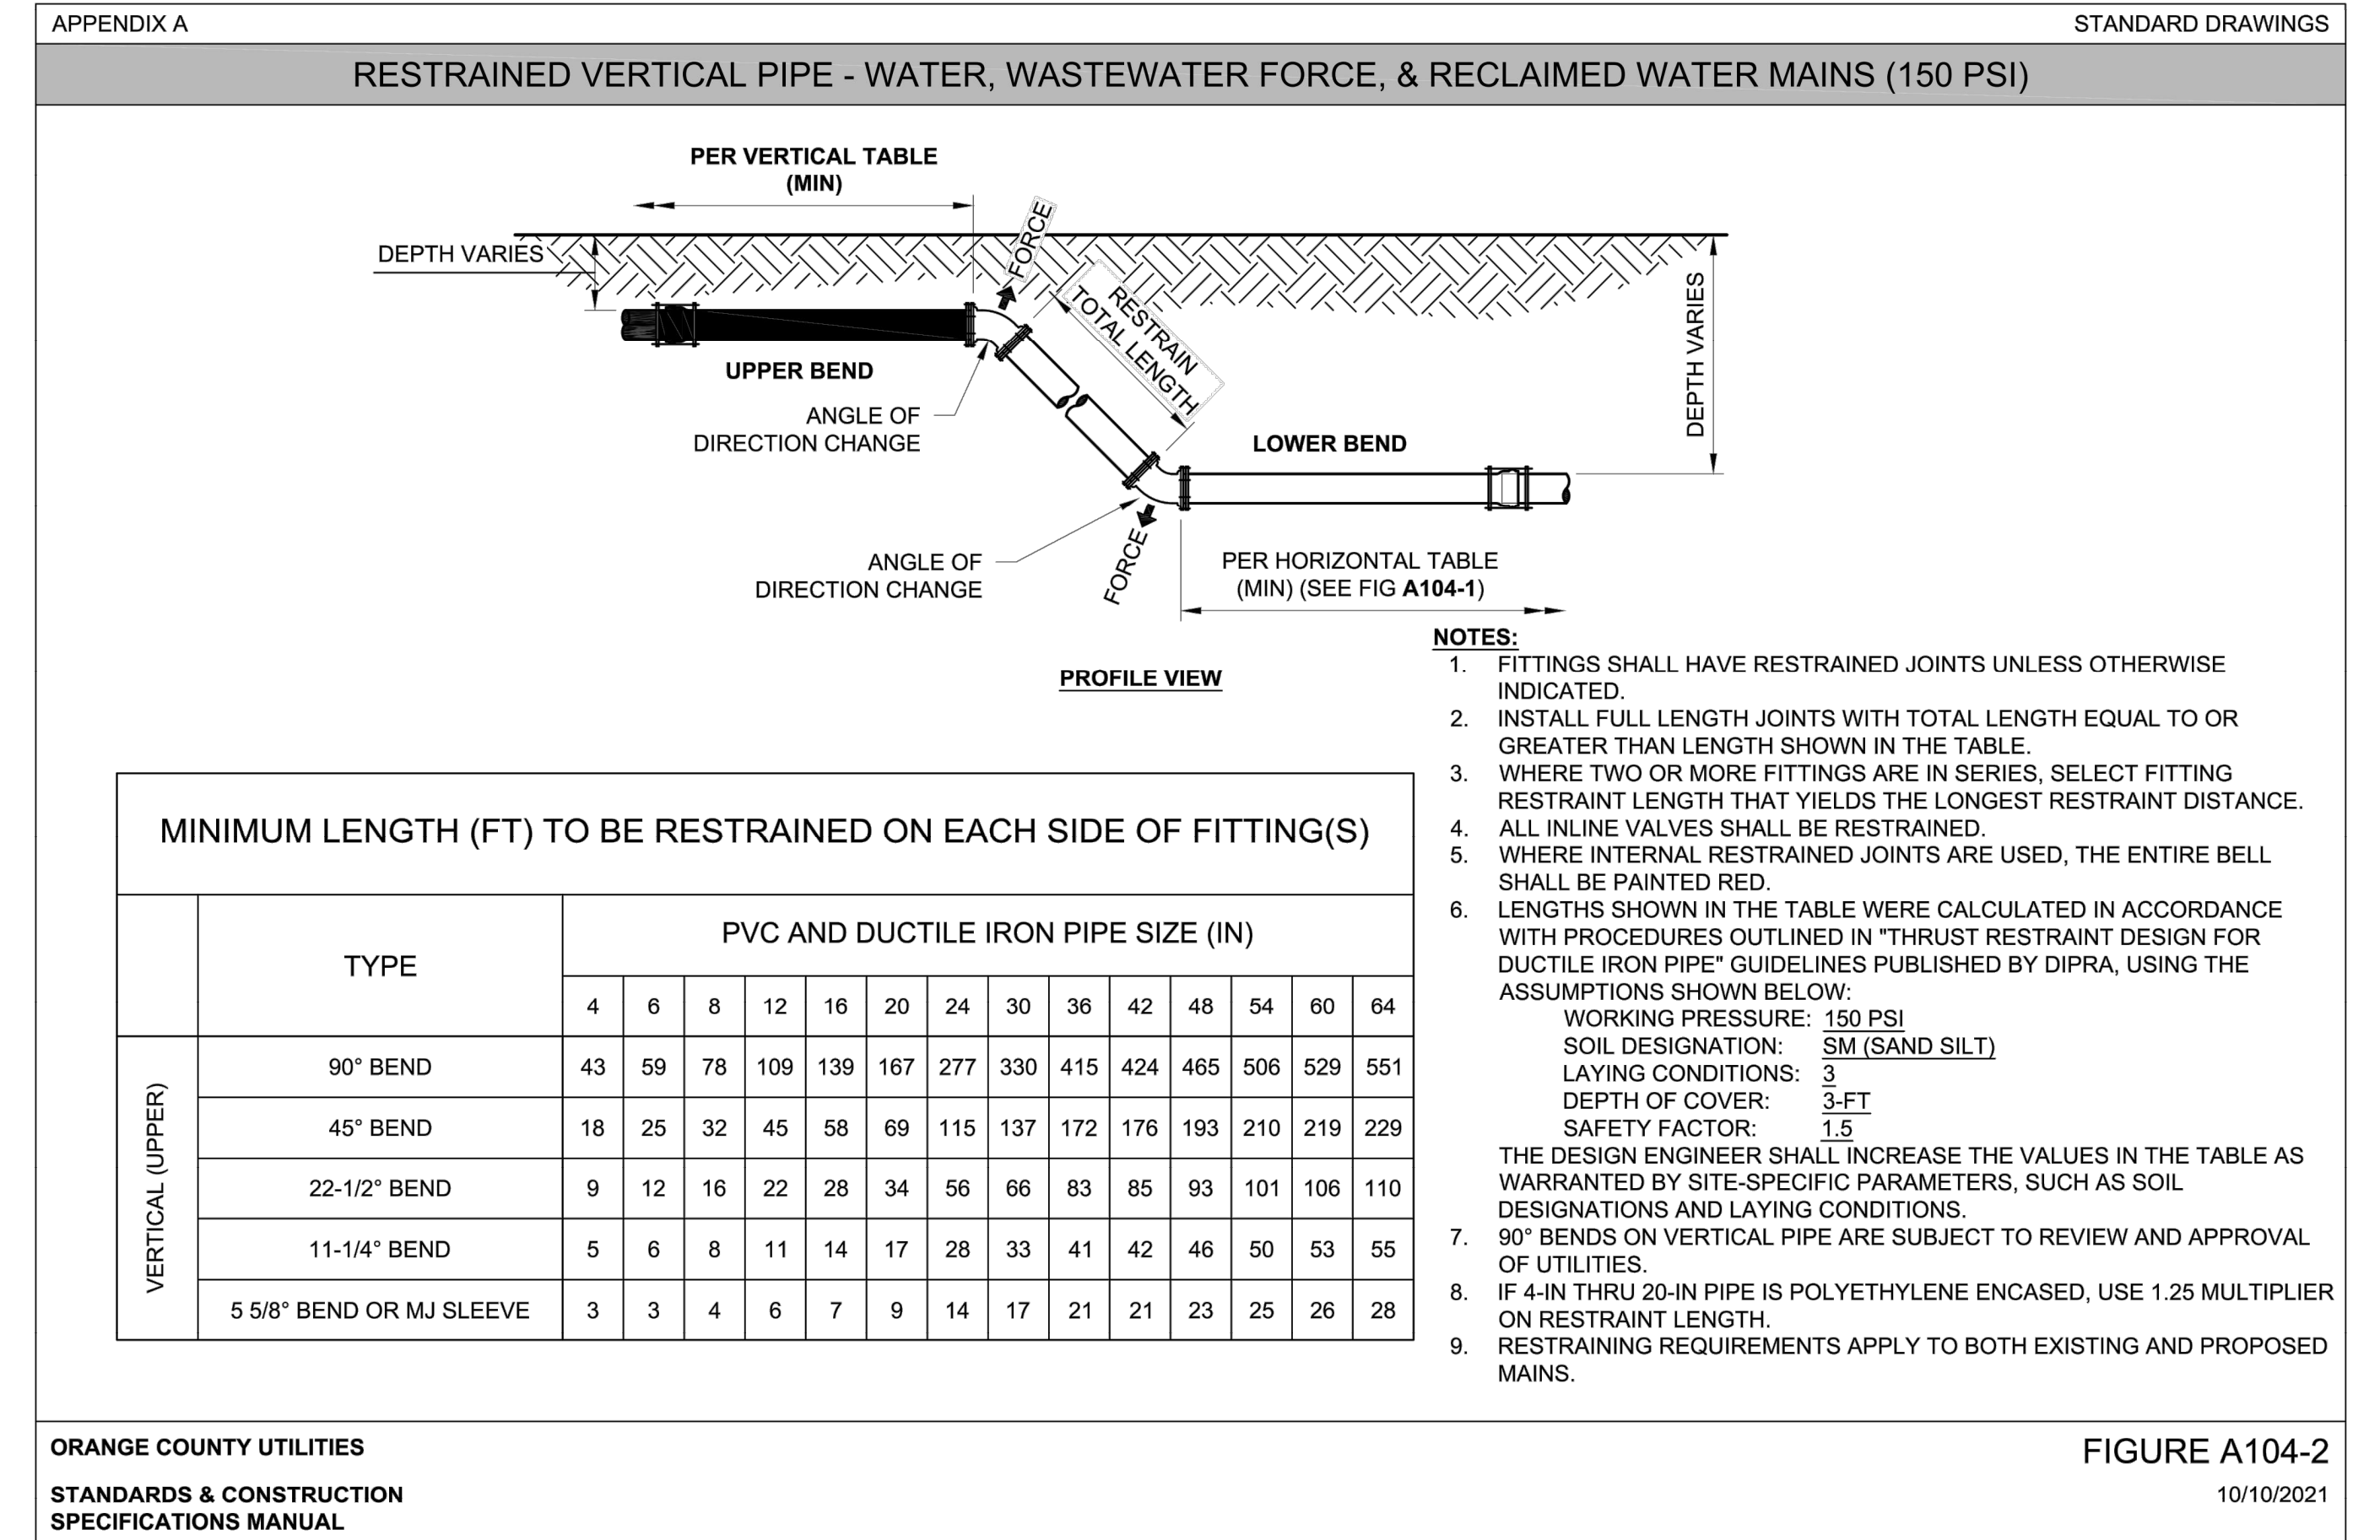 APPENDIX A
STANDARD DRAWINGS
RESTRAINED VERTICAL PIPE - WATER, WASTEWATER FORCE, & RECLAIMED WATER MAINS (150 PSI)
PER VERTICAL TABLE
(MIN)
DEPTH VARIES
FORCE
RESTRAIN
TOTAL LENGTH
DEPTH VARIES
UPPER BEND
ANGLE OF
DIRECTION CHANGE
LOWER BEND
ANGLE OF
DIRECTION CHANGE
FORCE
PER HORIZONTAL TABLE
(MIN) (SEE FIG A104-1)
PROFILE VIEW
MINIMUM LENGTH (FT) TO BE RESTRAINED ON EACH SIDE OF FITTING(S)
TYPE
PVC AND DUCTILE IRON PIPE SIZE (IN)
4 6 8 12 16 20 24 30 36 42 48 54 60 64
VERTICAL (UPPER)
90° BEND 43 59 78 109 139 167 277 330 415 424 465 506 529 551
45° BEND 18 25 32 45 58 69 115 137 172 176 193 210 219 229
22-1/2° BEND 9 12 16 22 28 34 56 66 83 85 93 101 106 110
11-1/4° BEND 5 6 8 11 14 17 28 33 41 42 46 50 53 55
5 5/8° BEND OR MJ SLEEVE 3 3 4 6 7 9 14 17 21 21 23 25 26 28
NOTES:
1. FITTINGS SHALL HAVE RESTRAINED JOINTS UNLESS OTHERWISE
INDICATED.
2. INSTALL FULL LENGTH JOINTS WITH TOTAL LENGTH EQUAL TO OR
GREATER THAN LENGTH SHOWN IN THE TABLE.
3. WHERE TWO OR MORE FITTINGS ARE IN SERIES, SELECT FITTING
RESTRAINT LENGTH THAT YIELDS THE LONGEST RESTRAINT DISTANCE.
4. ALL INLINE VALVES SHALL BE RESTRAINED.
5. WHERE INTERNAL RESTRAINED JOINTS ARE USED, THE ENTIRE BELL
SHALL BE PAINTED RED.
6. LENGTHS SHOWN IN THE TABLE WERE CALCULATED IN ACCORDANCE
WITH PROCEDURES OUTLINED IN "THRUST RESTRAINT DESIGN FOR
DUCTILE IRON PIPE" GUIDELINES PUBLISHED BY DIPRA, USING THE
ASSUMPTIONS SHOWN BELOW:
WORKING PRESSURE: 150 PSI
SOIL DESIGNATION: SM (SAND SILT)
LAYING CONDITIONS: 3
DEPTH OF COVER: 3-FT
SAFETY FACTOR: 1.5
THE DESIGN ENGINEER SHALL INCREASE THE VALUES IN THE TABLE AS
WARRANTED BY SITE-SPECIFIC PARAMETERS, SUCH AS SOIL
DESIGNATIONS AND LAYING CONDITIONS.
7. 90° BENDS ON VERTICAL PIPE ARE SUBJECT TO REVIEW AND APPROVAL
OF UTILITIES.
8. IF 4-IN THRU 20-IN PIPE IS POLYETHYLENE ENCASED, USE 1.25 MULTIPLIER
ON RESTRAINT LENGTH.
9. RESTRAINING REQUIREMENTS APPLY TO BOTH EXISTING AND PROPOSED
MAINS.
ORANGE COUNTY UTILITIES
STANDARDS & CONSTRUCTION
SPECIFICATIONS MANUAL
FIGURE A104-2
10/10/2021